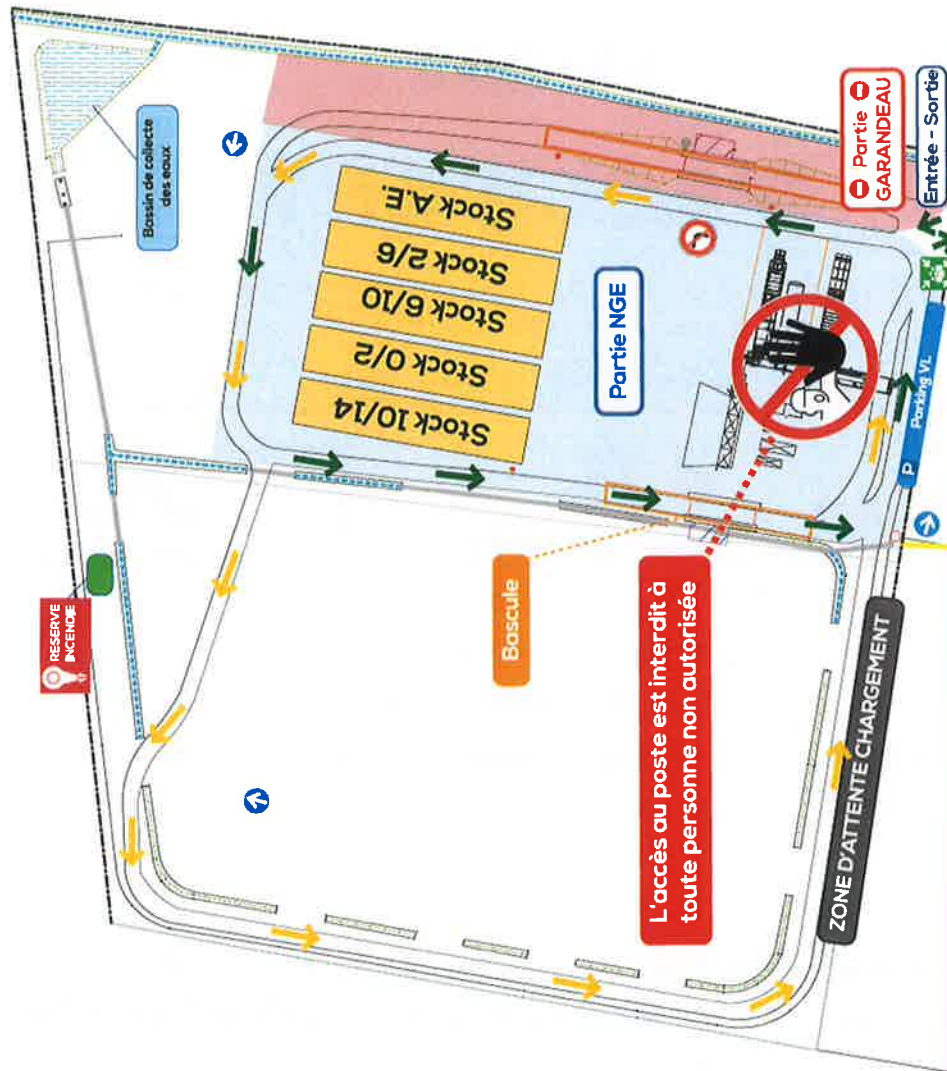 Bassin de collecte
des eaux
RESERVE
INCENDIE
Stock A.E.
Stock 2/6
Stock 6/10
Stock 0/2
Stock 10/14
Partie NGE
Partie
GARANDEAU
Entrée - Sortie
P
Parking VL
Bascule
L'accès au poste est interdit à
toute personne non autorisée
ZONE D'ATTENTE CHARGEMENT